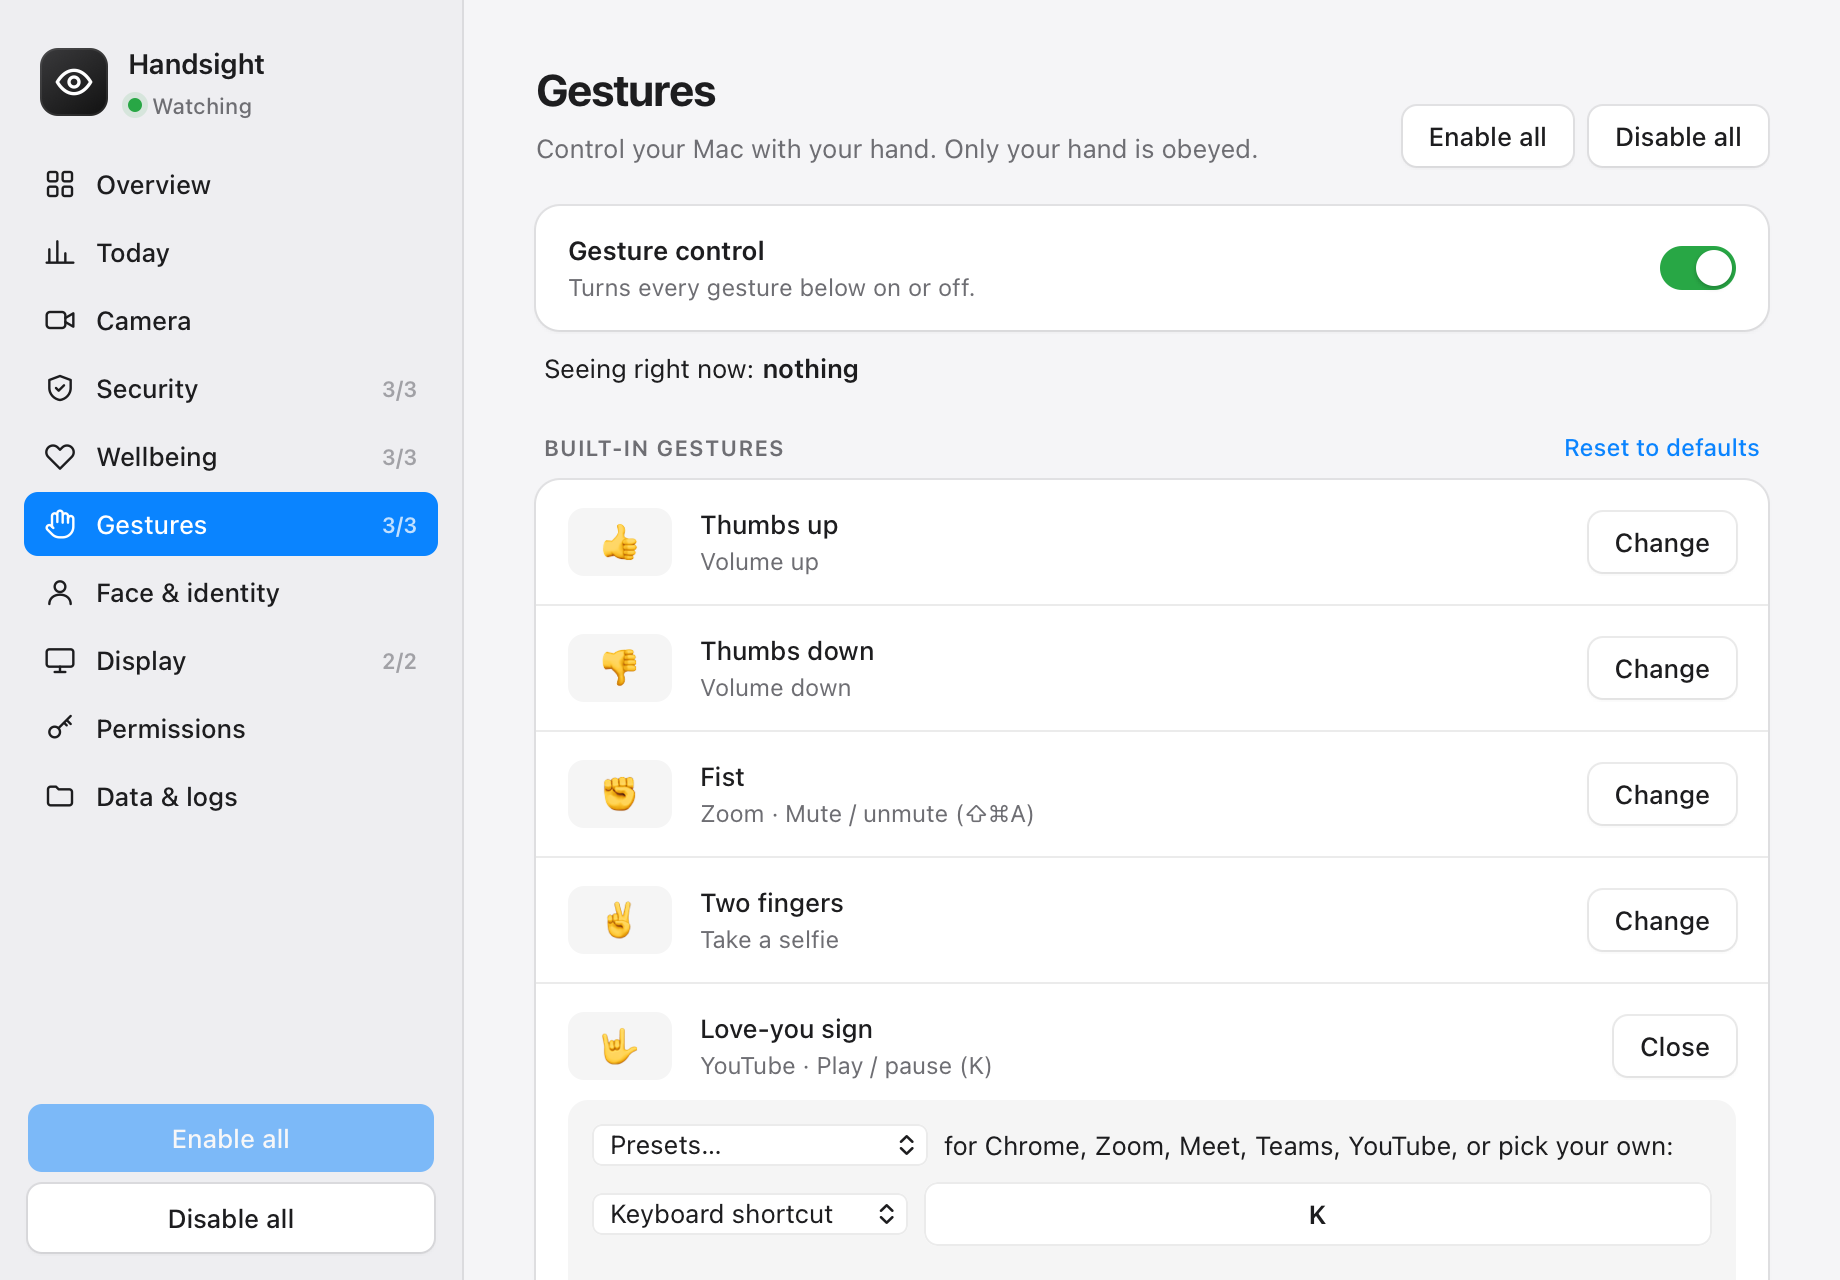 Handsight
Watching
Overview
Today
Camera
Security 3/3
Wellbeing 3/3
Gestures 3/3
Face & identity
Display 2/2
Permissions
Data & logs
Enable all
Disable all
Gestures
Control your Mac with your hand. Only your hand is obeyed.
Enable all
Disable all
Gesture control
Turns every gesture below on or off.
Seeing right now: nothing
BUILT-IN GESTURES
Reset to defaults
Thumbs up
Volume up
Change
Thumbs down
Volume down
Change
Fist
Zoom · Mute / unmute (⇧⌘A)
Change
Two fingers
Take a selfie
Change
Love-you sign
YouTube · Play / pause (K)
Close
Presets... for Chrome, Zoom, Meet, Teams, YouTube, or pick your own:
Keyboard shortcut K